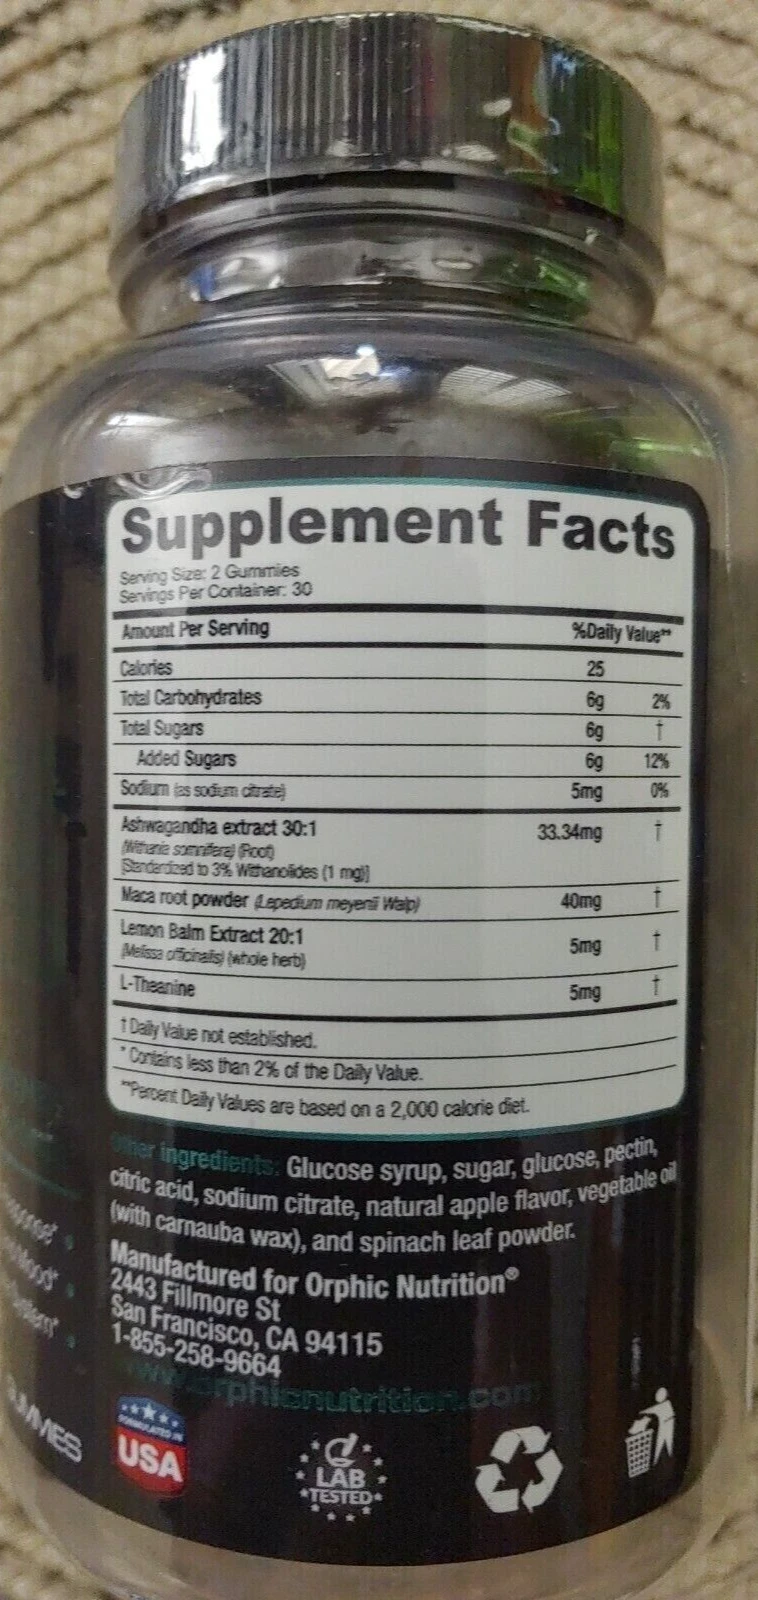 Supplement Facts
Serving Size: 2 Gummies
Servings Per Container: 30
Amount Per Serving %Daily Value**
Calories 25
Total Carbohydrates 6g 2%
Total Sugars 6g †
Added Sugars 6g 12%
Sodium (as sodium citrate) 5mg 0%
Ashwagandha extract 30:1 33.34mg †
(Withania somnifera) (Root)
[Standardized to 3% Withanolides (1 mg)]
Maca root powder (Lepedium meyenii Walp) 40mg †
Lemon Balm Extract 20:1 5mg †
(Melissa officinalis) (whole herb)
L-Theanine 5mg †
† Daily Value not established.
* Contains less than 2% of the Daily Value.
**Percent Daily Values are based on a 2,000 calorie diet.
other ingredients: Glucose syrup, sugar, glucose, pectin,
citric acid, sodium citrate, natural apple flavor, vegetable oil
(with carnauba wax), and spinach leaf powder.
Manufactured for Orphic Nutrition®
2443 Fillmore St
San Francisco, CA 94115
1-855-258-9664
www.orphicnutrition.com
FORMULATED IN
USA
LAB
TESTED